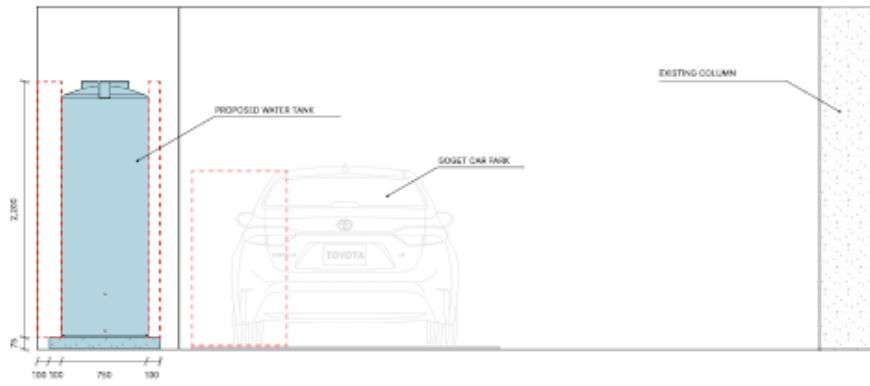 EXISTING COLUMN
PROPOSED WATER TANK
GOGET CAR PARK
2,200
TOYOTA
75
100 100 750 100